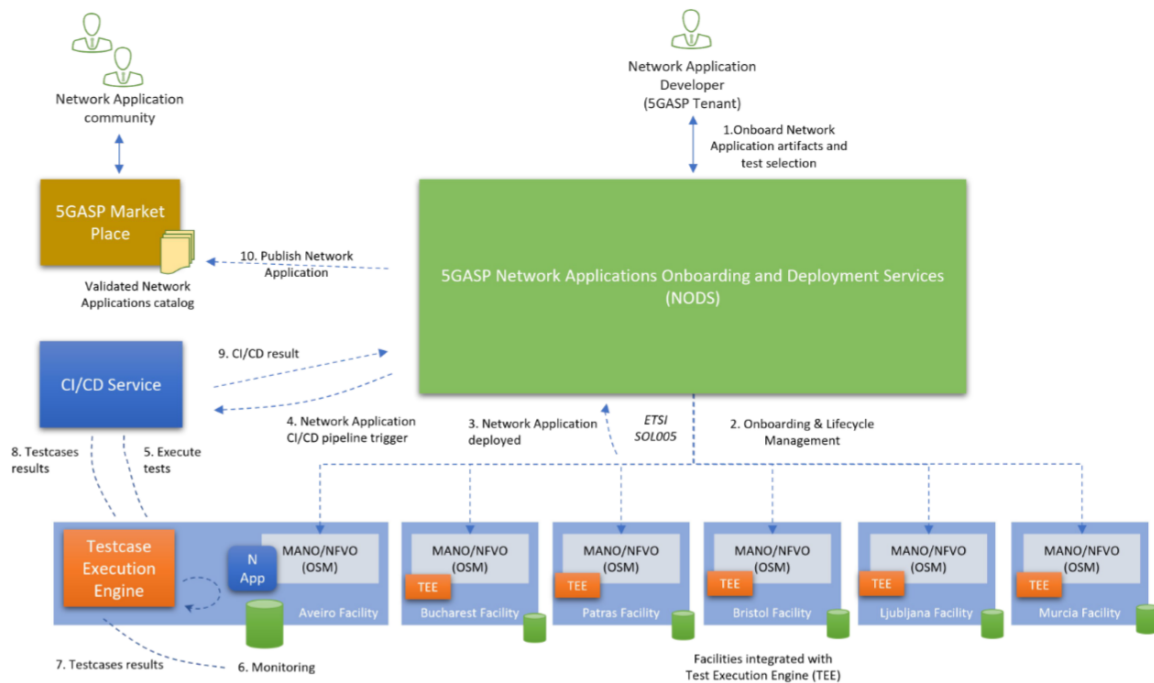 Network Application
community
Network Application
Developer
(5GASP Tenant)
1.Onboard Network
Application artifacts and
test selection
5GASP Market
Place
Validated Network
Applications catalog
10. Publish Network
Application
5GASP Network Applications Onboarding and Deployment Services
(NODS)
CI/CD Service
9. CI/CD result
4. Network Application
CI/CD pipeline trigger
3. Network Application
deployed
ETSI
SOL005
2. Onboarding & Lifecycle
Management
8. Testcases
results
5. Execute
tests
Testcase
Execution
Engine
N
App
MANO/NFVO
(OSM)
Aveiro Facility
MANO/NFVO
(OSM)
TEE
Bucharest Facility
MANO/NFVO
(OSM)
TEE
Patras Facility
MANO/NFVO
(OSM)
TEE
Bristol Facility
MANO/NFVO
(OSM)
TEE
Ljubljana Facility
MANO/NFVO
(OSM)
TEE
Murcia Facility
7. Testcases results
6. Monitoring
Facilities integrated with
Test Execution Engine (TEE)